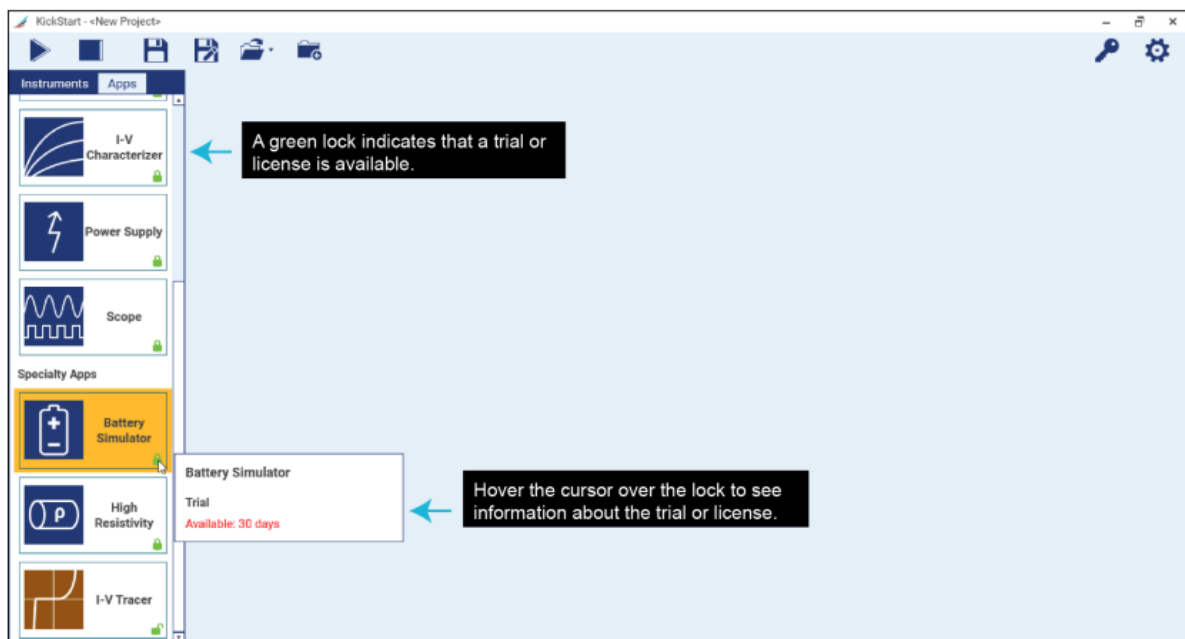 KickStart - <New Project>
Instruments Apps
I-V
Characterizer
A green lock indicates that a trial or
license is available.
Power Supply
Scope
Specialty Apps
Battery
Simulator
Battery Simulator
Trial
Available: 30 days
Hover the cursor over the lock to see
information about the trial or license.
ρ
High
Resistivity
I-V Tracer